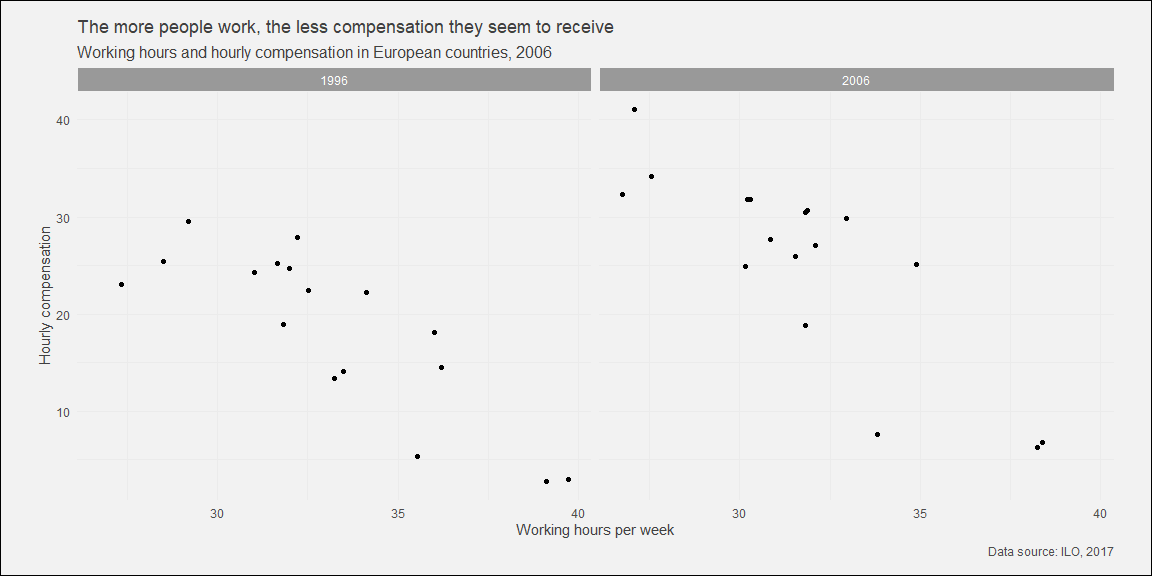 The more people work, the less compensation they seem to receive
Working hours and hourly compensation in European countries, 2006
1996
2006
Hourly compensation
40
30
20
10
30
35
40
30
35
40
Working hours per week
Data source: ILO, 2017